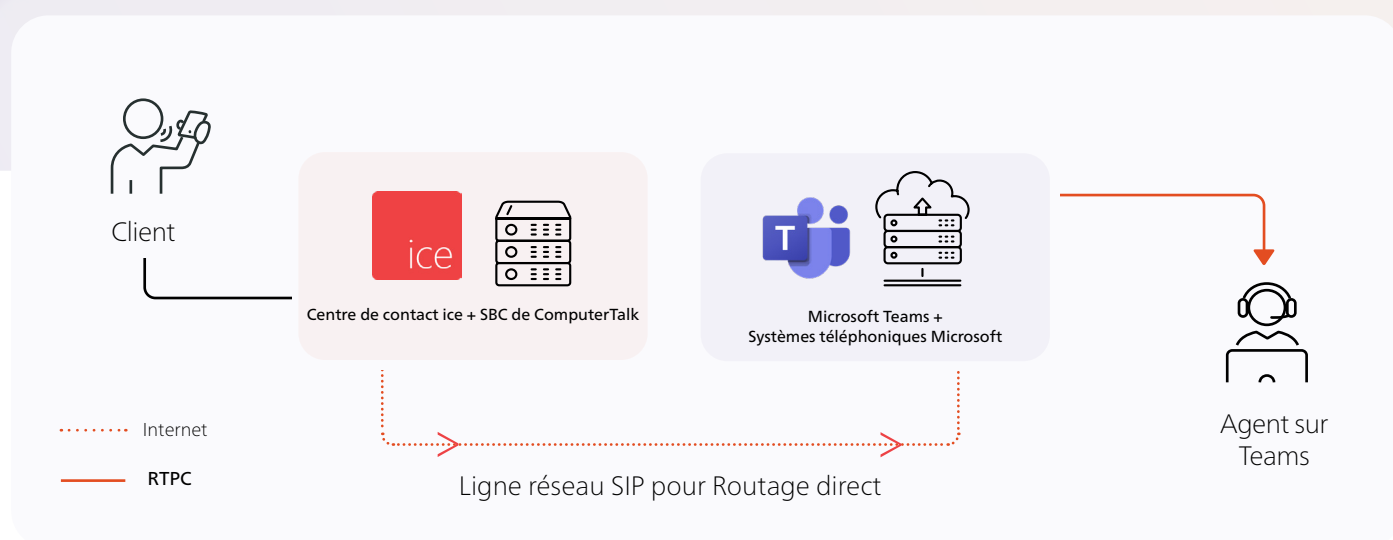 Client
ice
Centre de contact ice + SBC de ComputerTalk
T
Microsoft Teams +
Systèmes téléphoniques Microsoft
Agent sur
Teams
Internet
RTPC
Ligne réseau SIP pour Routage direct